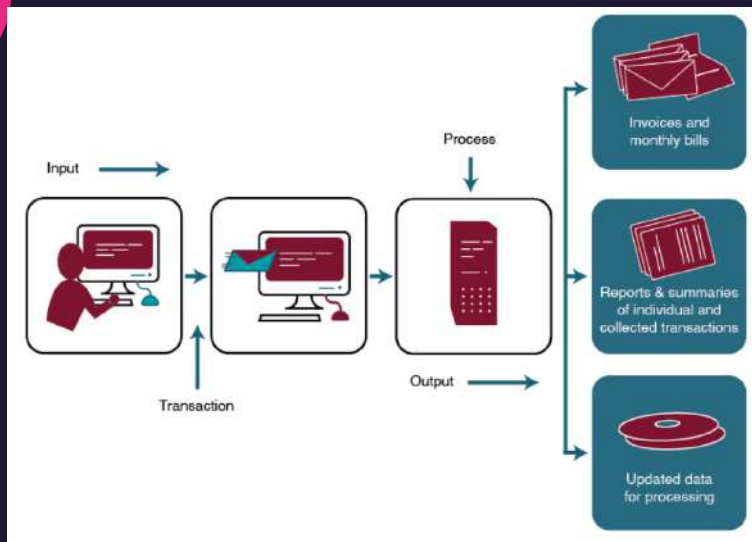 Input
Transaction
Process
Output
Invoices and
monthly bills
Reports & summaries
of individual and
collected transactions
Updated data
for processing